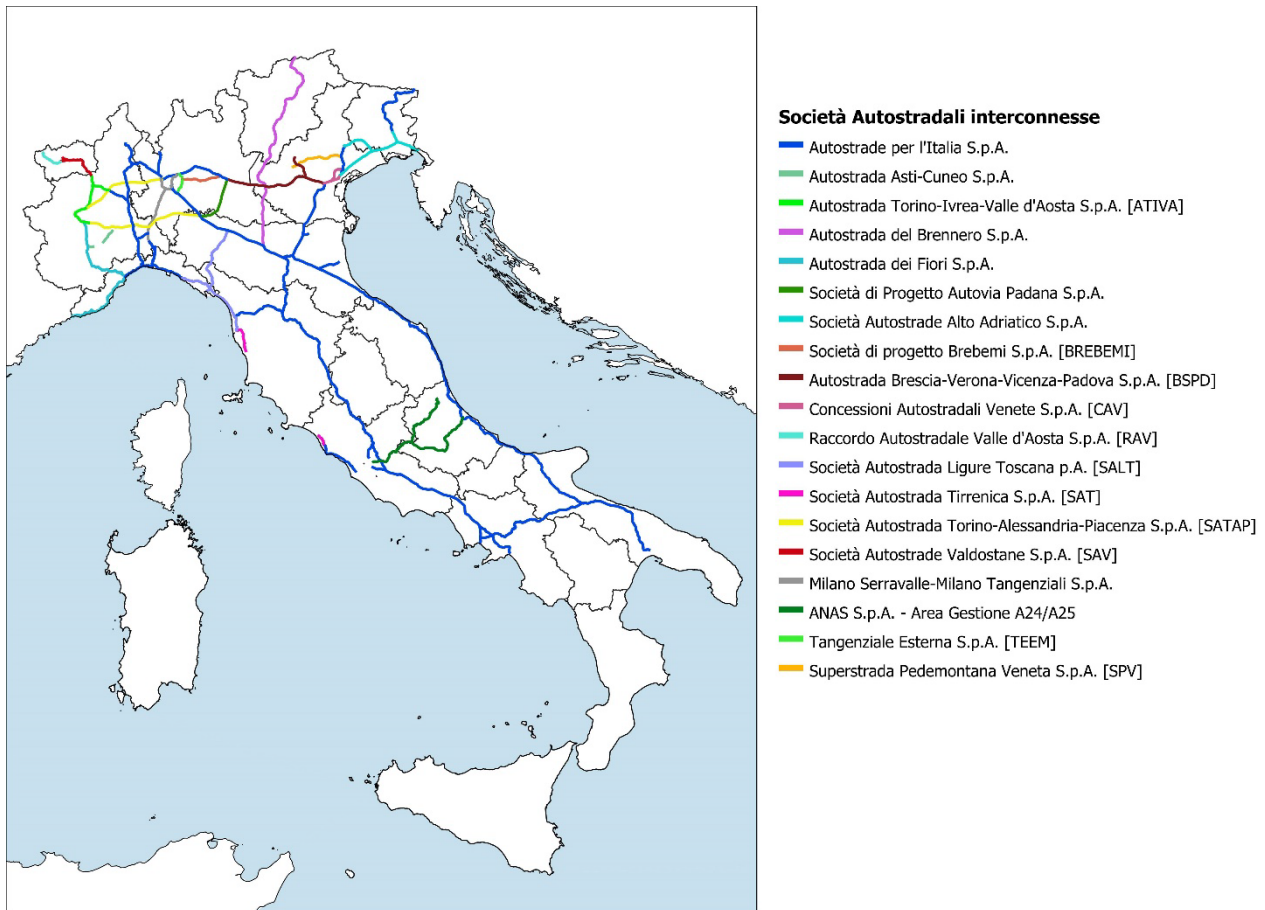 Società Autostradali interconnesse
Autostrade per l'Italia S.p.A.
Autostrada Asti-Cuneo S.p.A.
Autostrada Torino-Ivrea-Valle d'Aosta S.p.A. [ATIVA]
Autostrada del Brennero S.p.A.
Autostrada dei Fiori S.p.A.
Società di Progetto Autovia Padana S.p.A.
Società Autostrade Alto Adriatico S.p.A.
Società di progetto Brebemi S.p.A. [BREBEMI]
Autostrada Brescia-Verona-Vicenza-Padova S.p.A. [BSPD]
Concessioni Autostradali Venete S.p.A. [CAV]
Raccordo Autostradale Valle d'Aosta S.p.A. [RAV]
Società Autostrada Ligure Toscana p.A. [SALT]
Società Autostrada Tirrenica S.p.A. [SAT]
Società Autostrada Torino-Alessandria-Piacenza S.p.A. [SATAP]
Società Autostrade Valdostane S.p.A. [SAV]
Milano Serravalle-Milano Tangenziali S.p.A.
ANAS S.p.A. - Area Gestione A24/A25
Tangenziale Esterna S.p.A. [TEEM]
Superstrada Pedemontana Veneta S.p.A. [SPV]